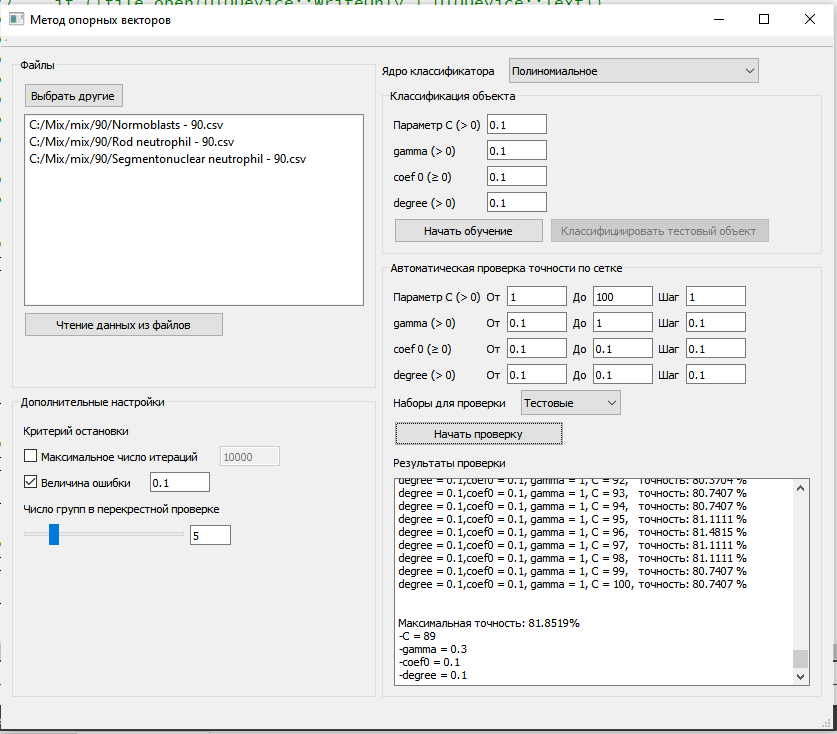 if (!file.open(QIODevice::WriteOnly | QIODevice::Text))
Метод опорных векторов
Файлы
Выбрать другие
C:/Mix/mix/90/Normoblasts - 90.csv
C:/Mix/mix/90/Rod neutrophil - 90.csv
C:/Mix/mix/90/Segmentonuclear neutrophil - 90.csv
Чтение данных из файлов
Дополнительные настройки
Критерий остановки
Максимальное число итераций 10000
Величина ошибки 0.1
Число групп в перекрестной проверке
5
Ядро классификатора Полиномиальное
Классификация объекта
Параметр C (> 0) 0.1
gamma (> 0) 0.1
coef 0 (≥ 0) 0.1
degree (> 0) 0.1
Начать обучение Классифициировать тестовый объект
Автоматическая проверка точности по сетке
Параметр C (> 0) От 1 До 100 Шаг 1
gamma (> 0) От 0.1 До 1 Шаг 0.1
coef 0 (≥ 0) От 0.1 До 0.1 Шаг 0.1
degree (> 0) От 0.1 До 0.1 Шаг 0.1
Наборы для проверки Тестовые
Начать проверку
Результаты проверки
degree = 0.1,coef0 = 0.1, gamma = 1, C = 92, точность: 80.3704 %
degree = 0.1,coef0 = 0.1, gamma = 1, C = 93, точность: 80.7407 %
degree = 0.1,coef0 = 0.1, gamma = 1, C = 94, точность: 80.7407 %
degree = 0.1,coef0 = 0.1, gamma = 1, C = 95, точность: 81.1111 %
degree = 0.1,coef0 = 0.1, gamma = 1, C = 96, точность: 81.4815 %
degree = 0.1,coef0 = 0.1, gamma = 1, C = 97, точность: 81.1111 %
degree = 0.1,coef0 = 0.1, gamma = 1, C = 98, точность: 81.1111 %
degree = 0.1,coef0 = 0.1, gamma = 1, C = 99, точность: 80.7407 %
degree = 0.1,coef0 = 0.1, gamma = 1, C = 100, точность: 80.7407 %
Максимальная точность: 81.8519%
-C = 89
-gamma = 0.3
-coef0 = 0.1
-degree = 0.1